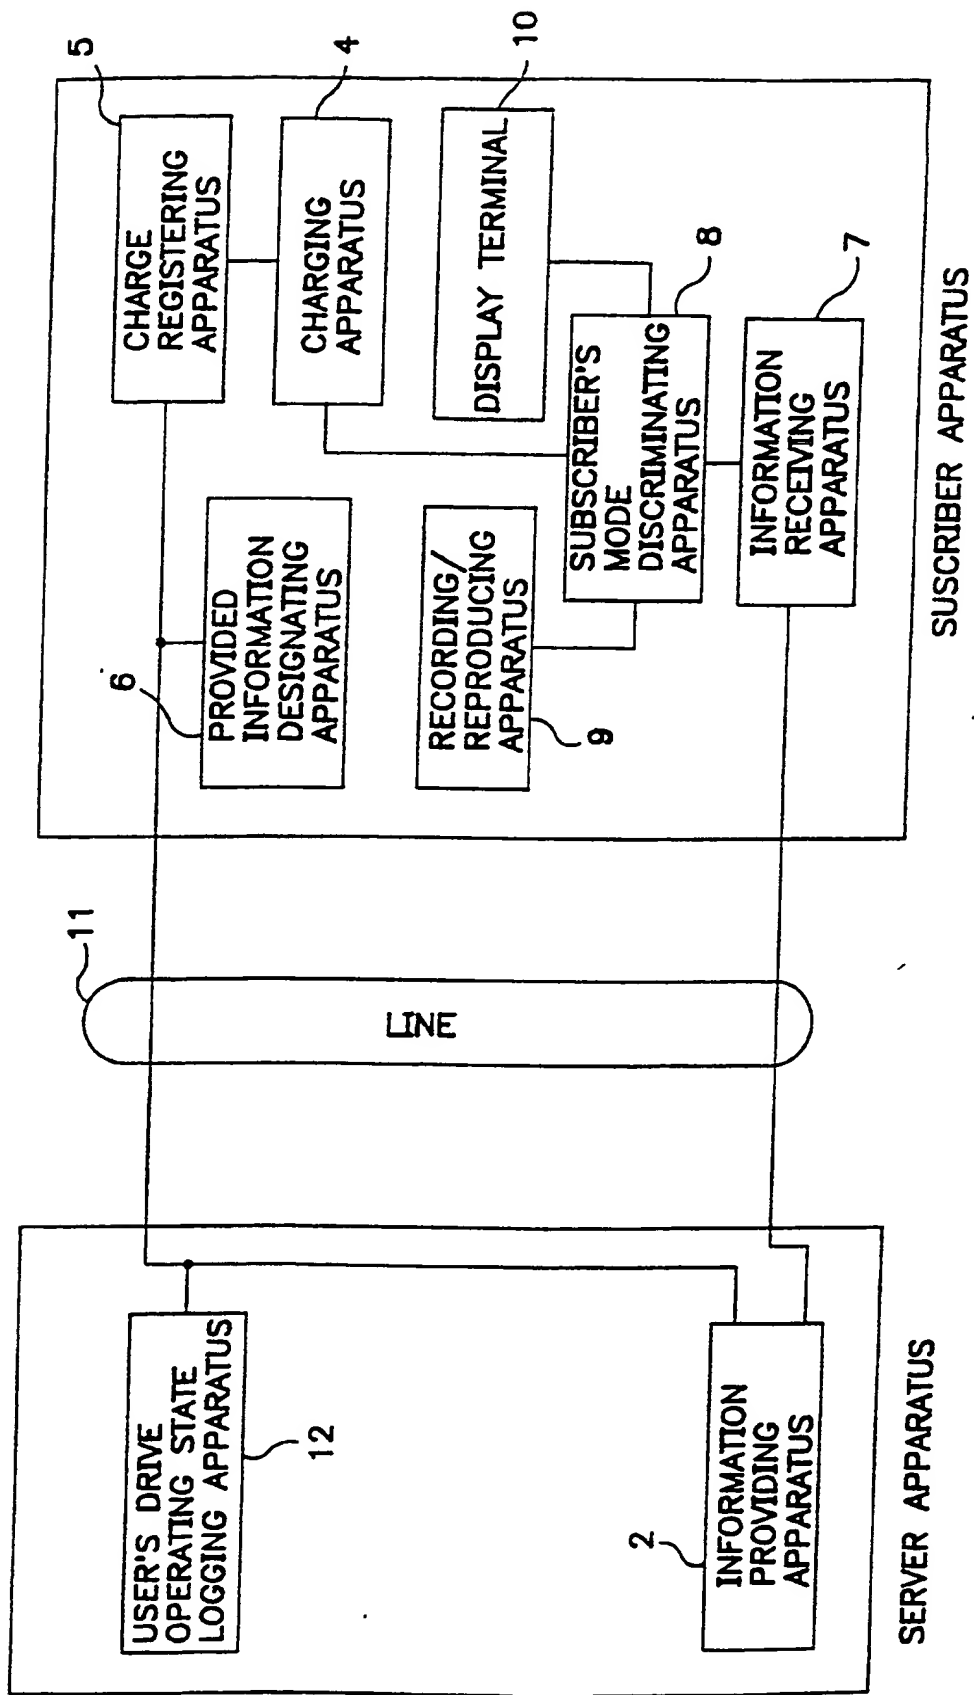 USER'S DRIVE
OPERATING STATE
LOGGING APPARATUS
12
2
INFORMATION
PROVIDING
APPARATUS
SERVER APPARATUS
11
LINE
5
CHARGE
REGISTERING
APPARATUS
4
CHARGING
APPARATUS
6
PROVIDED
INFORMATION
DESIGNATING
APPARATUS
10
DISPLAY TERMINAL
RECORDING/
REPRODUCING
APPARATUS
9
8
SUBSCRIBER'S
MODE
DISCRIMINATING
APPARATUS
7
INFORMATION
RECEIVING
APPARATUS
SUSCRIBER APPARATUS